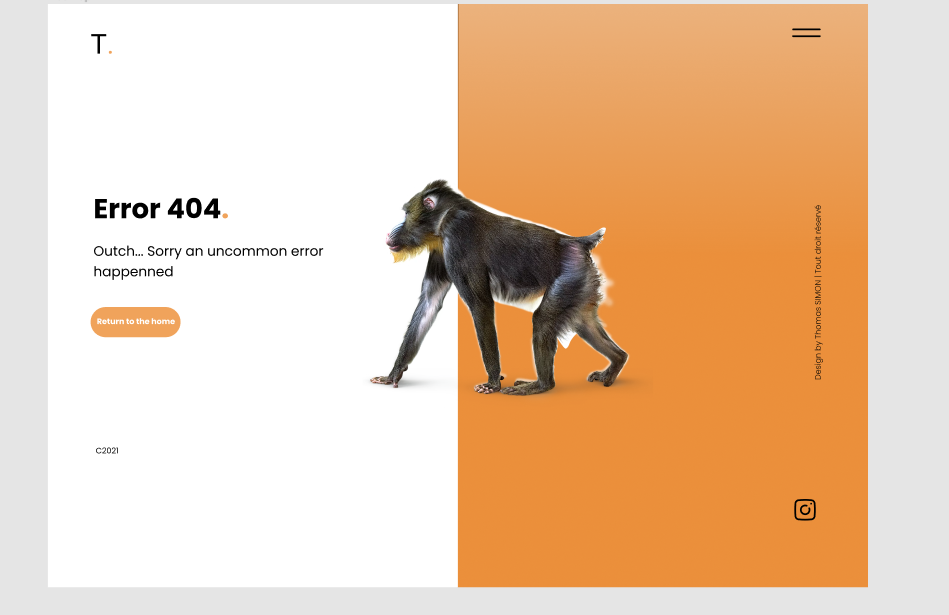 T.
Error 404.
Outch... Sorry an uncommon error
happenned
Return to the home
C2021
Design by Thomas SIMON | Tout droit réservé